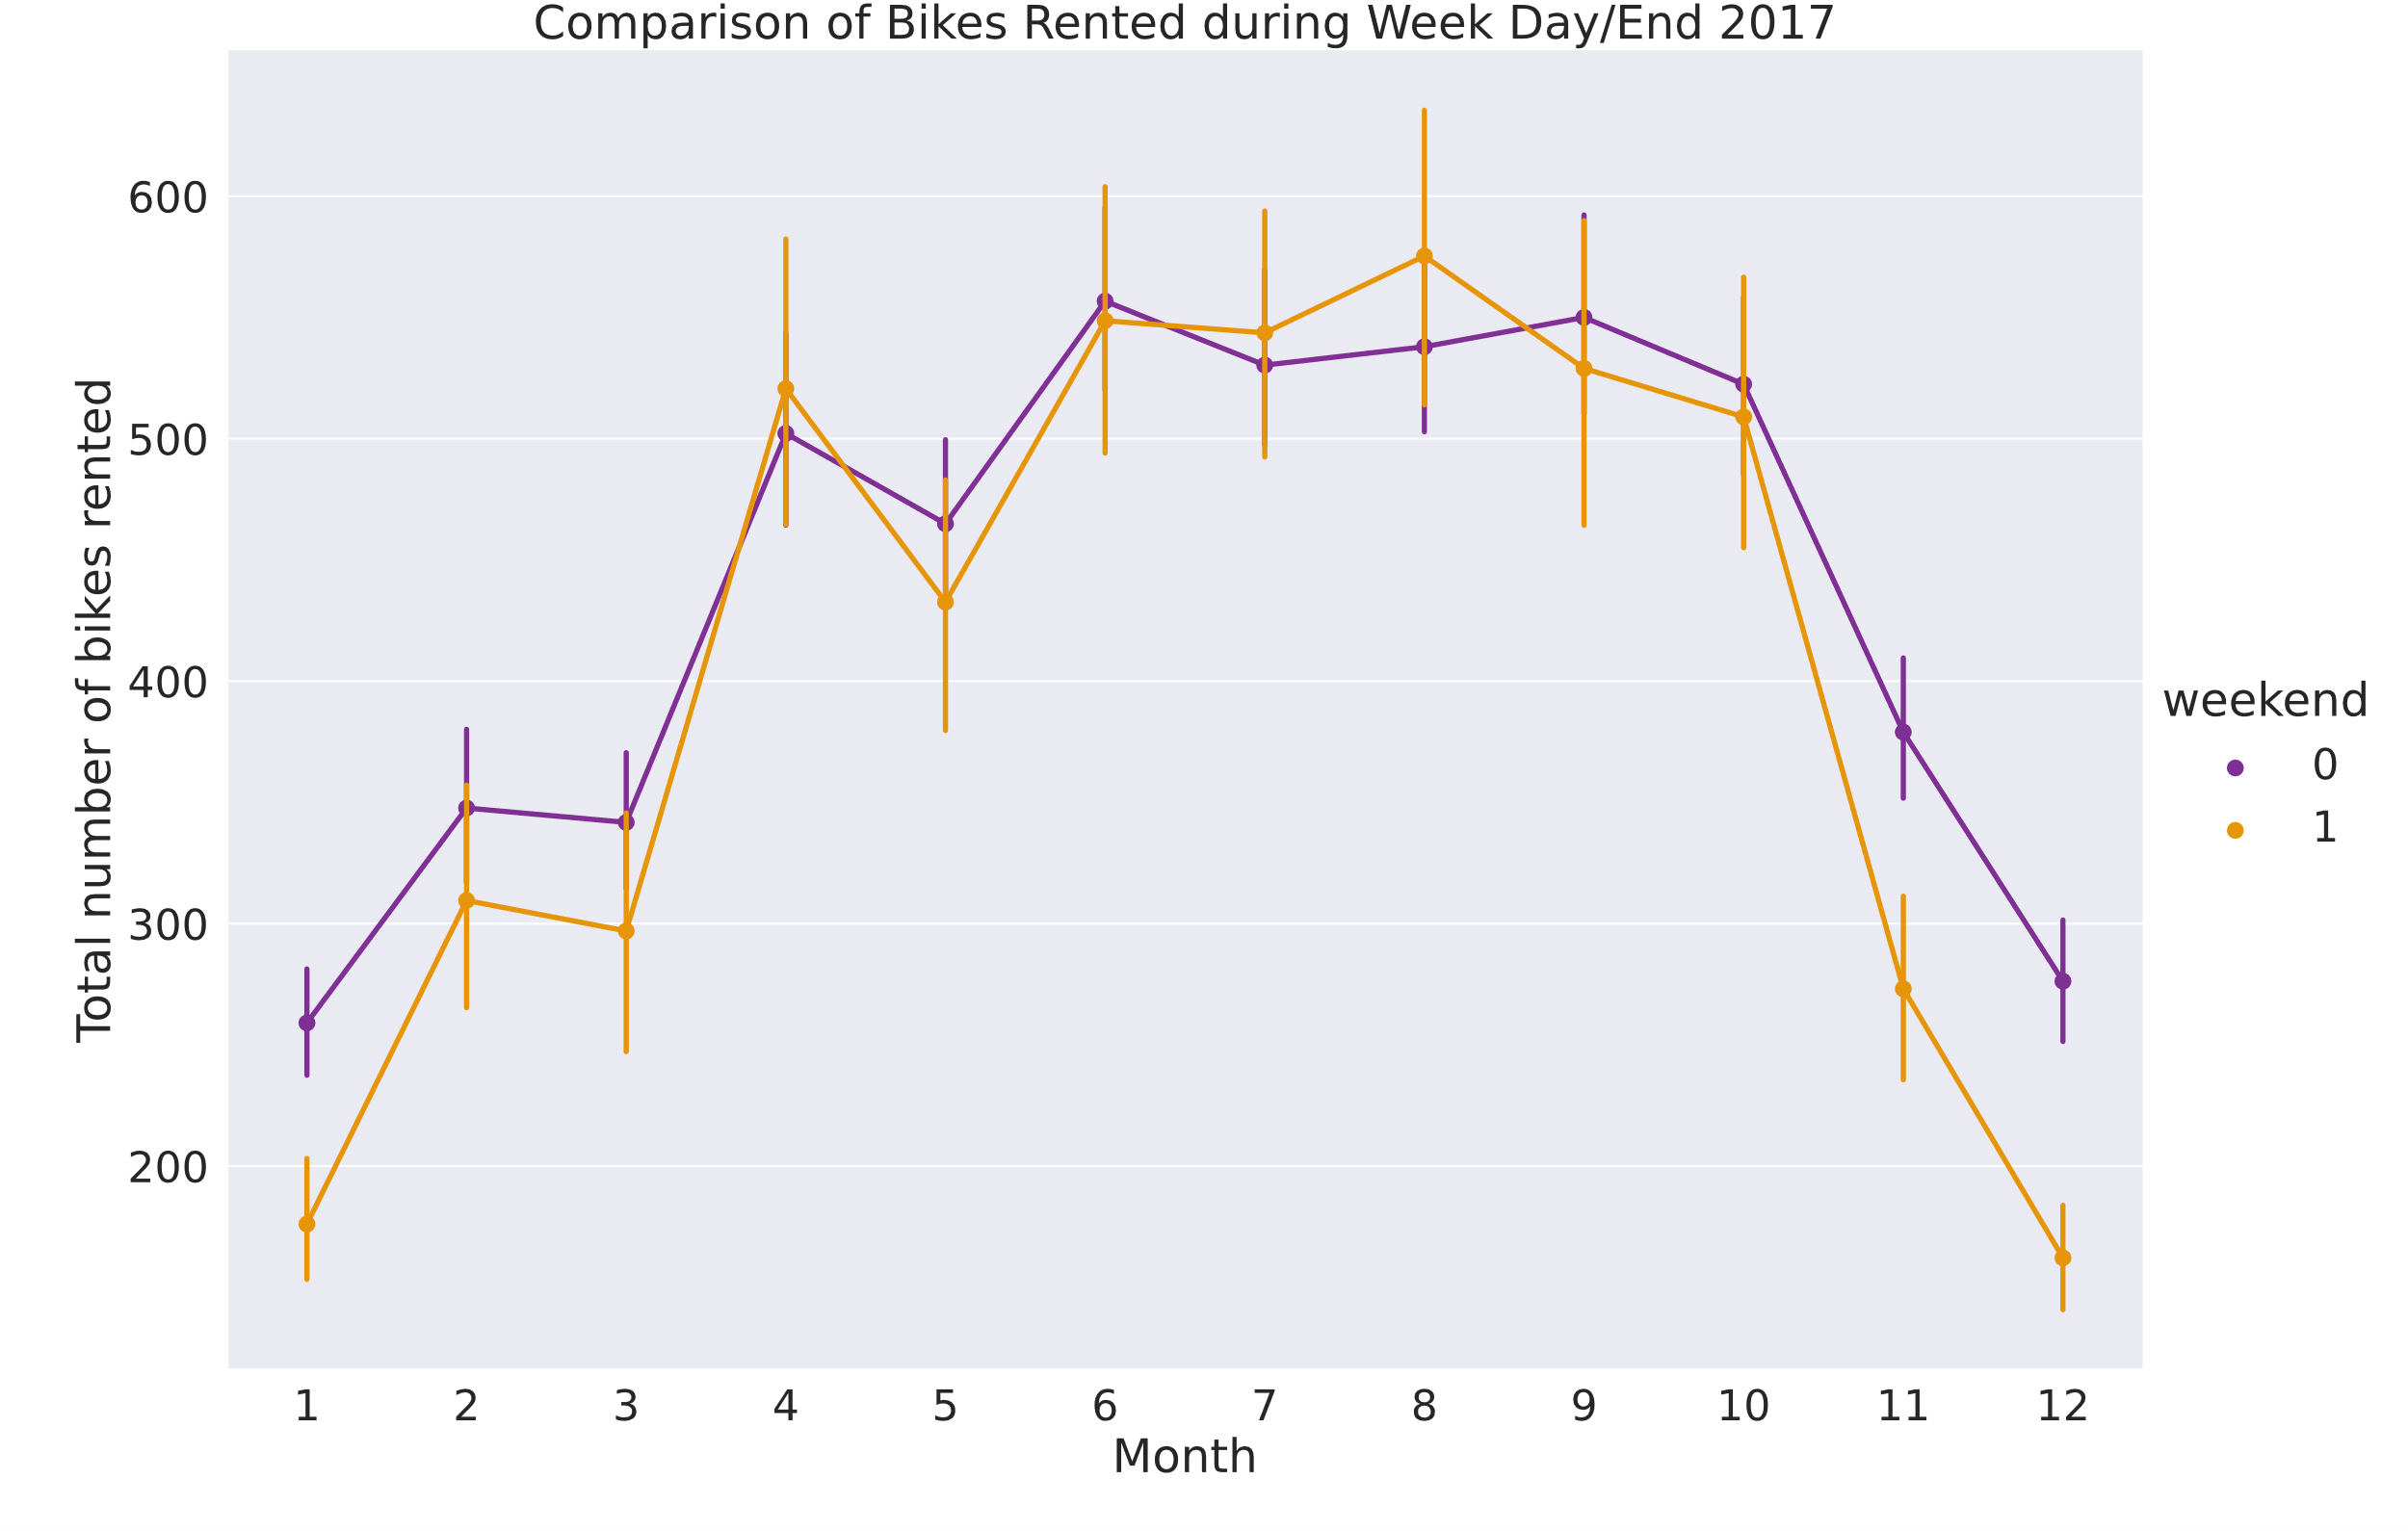 Comparison of Bikes Rented during Week Day/End 2017
Total number of bikes rented
600
500
400
300
200
1 2 3 4 5 6 7 8 9 10 11 12
Month
weekend
0
1